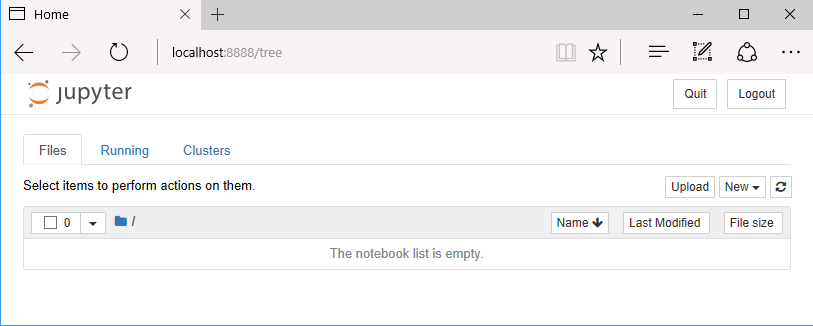 Home
localhost:8888/tree
jupyter
Quit Logout
Files Running Clusters
Select items to perform actions on them.
Upload New
0 / Name Last Modified File size
The notebook list is empty.